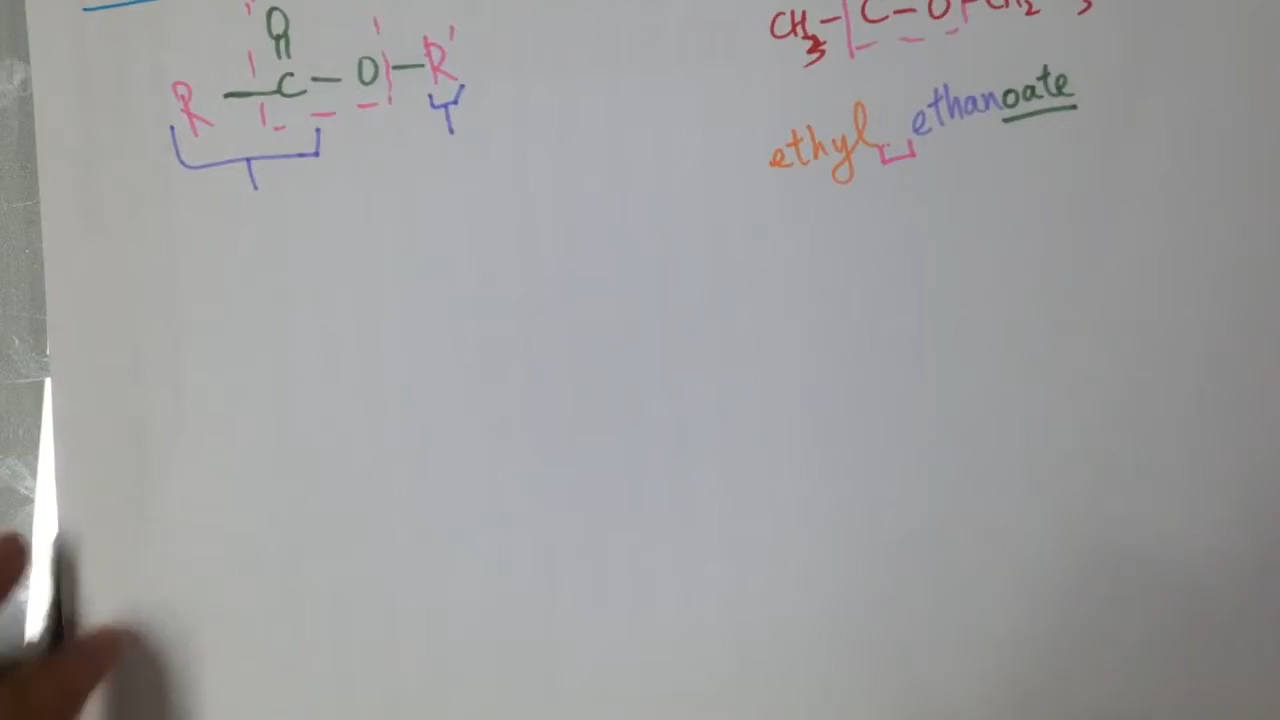 O
R — C — O — R'
CH3 — C — O — CH2
ethyl ethanoate